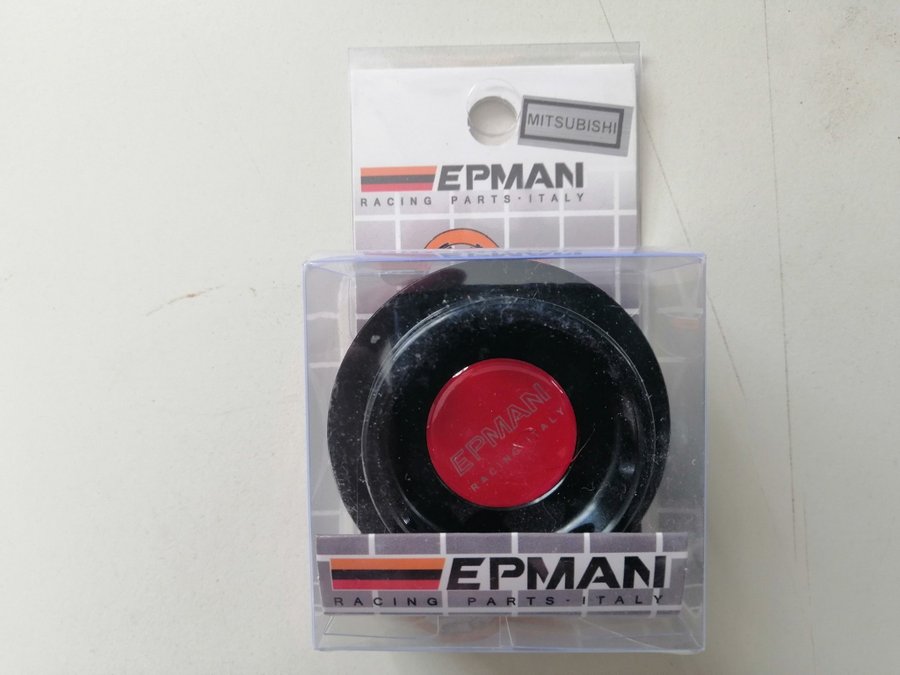 MITSUBISHI
EPMAN
RACING PARTS·ITALY
EPMAN
RACING ITALY
EPMAN
RACING PARTS·ITALY